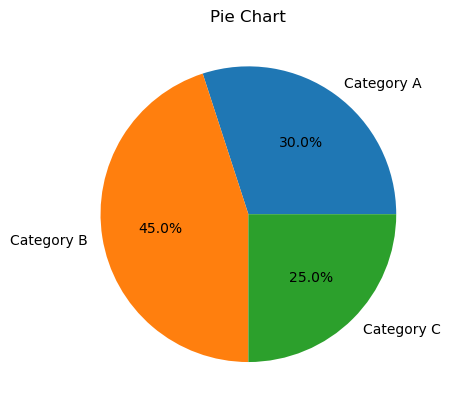 Pie Chart
Category A
30.0%
Category B
45.0%
25.0%
Category C